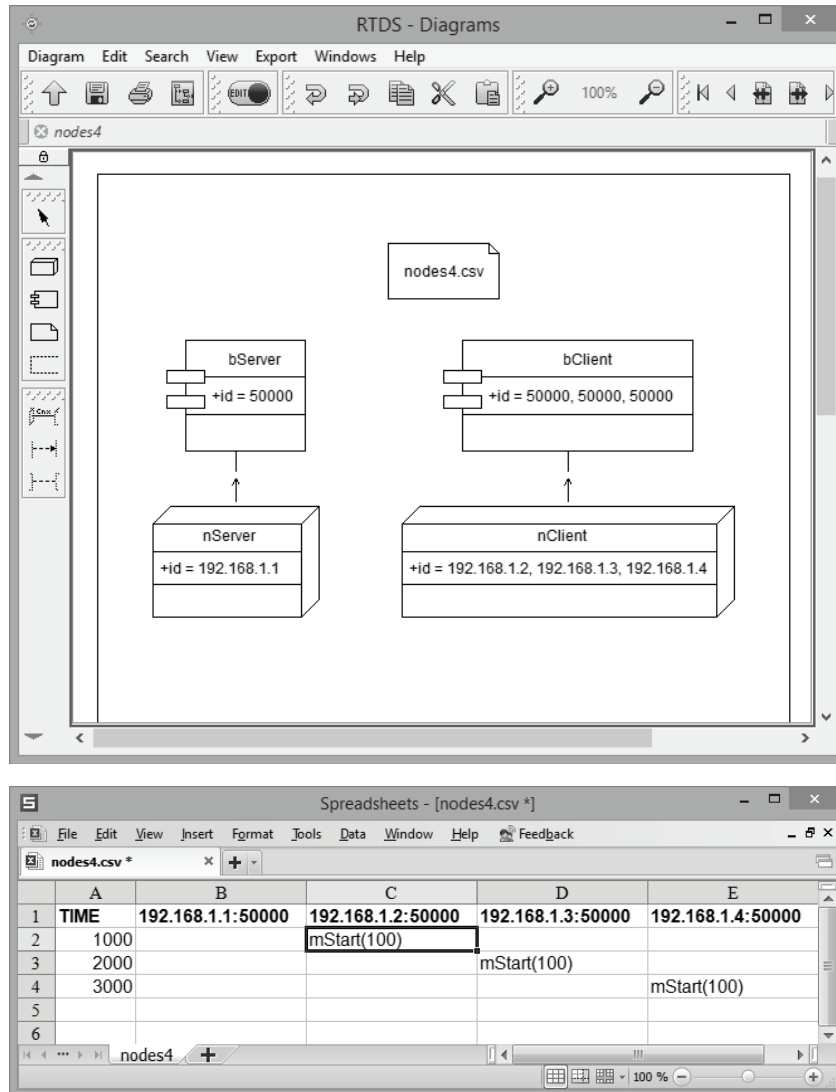 RTDS - Diagrams
Diagram Edit Search View Export Windows Help
EDIT 100%
nodes4
nodes4.csv
bServer
+id = 50000
bClient
+id = 50000, 50000, 50000
Cnx
nServer
+id = 192.168.1.1
nClient
+id = 192.168.1.2, 192.168.1.3, 192.168.1.4
Spreadsheets - [nodes4.csv *]
File Edit View Insert Format Tools Data Window Help Feedback
nodes4.csv *
A B C D E
1 TIME 192.168.1.1:50000 192.168.1.2:50000 192.168.1.3:50000 192.168.1.4:50000
2 1000 mStart(100)
3 2000 mStart(100)
4 3000 mStart(100)
5
6
nodes4
100 %